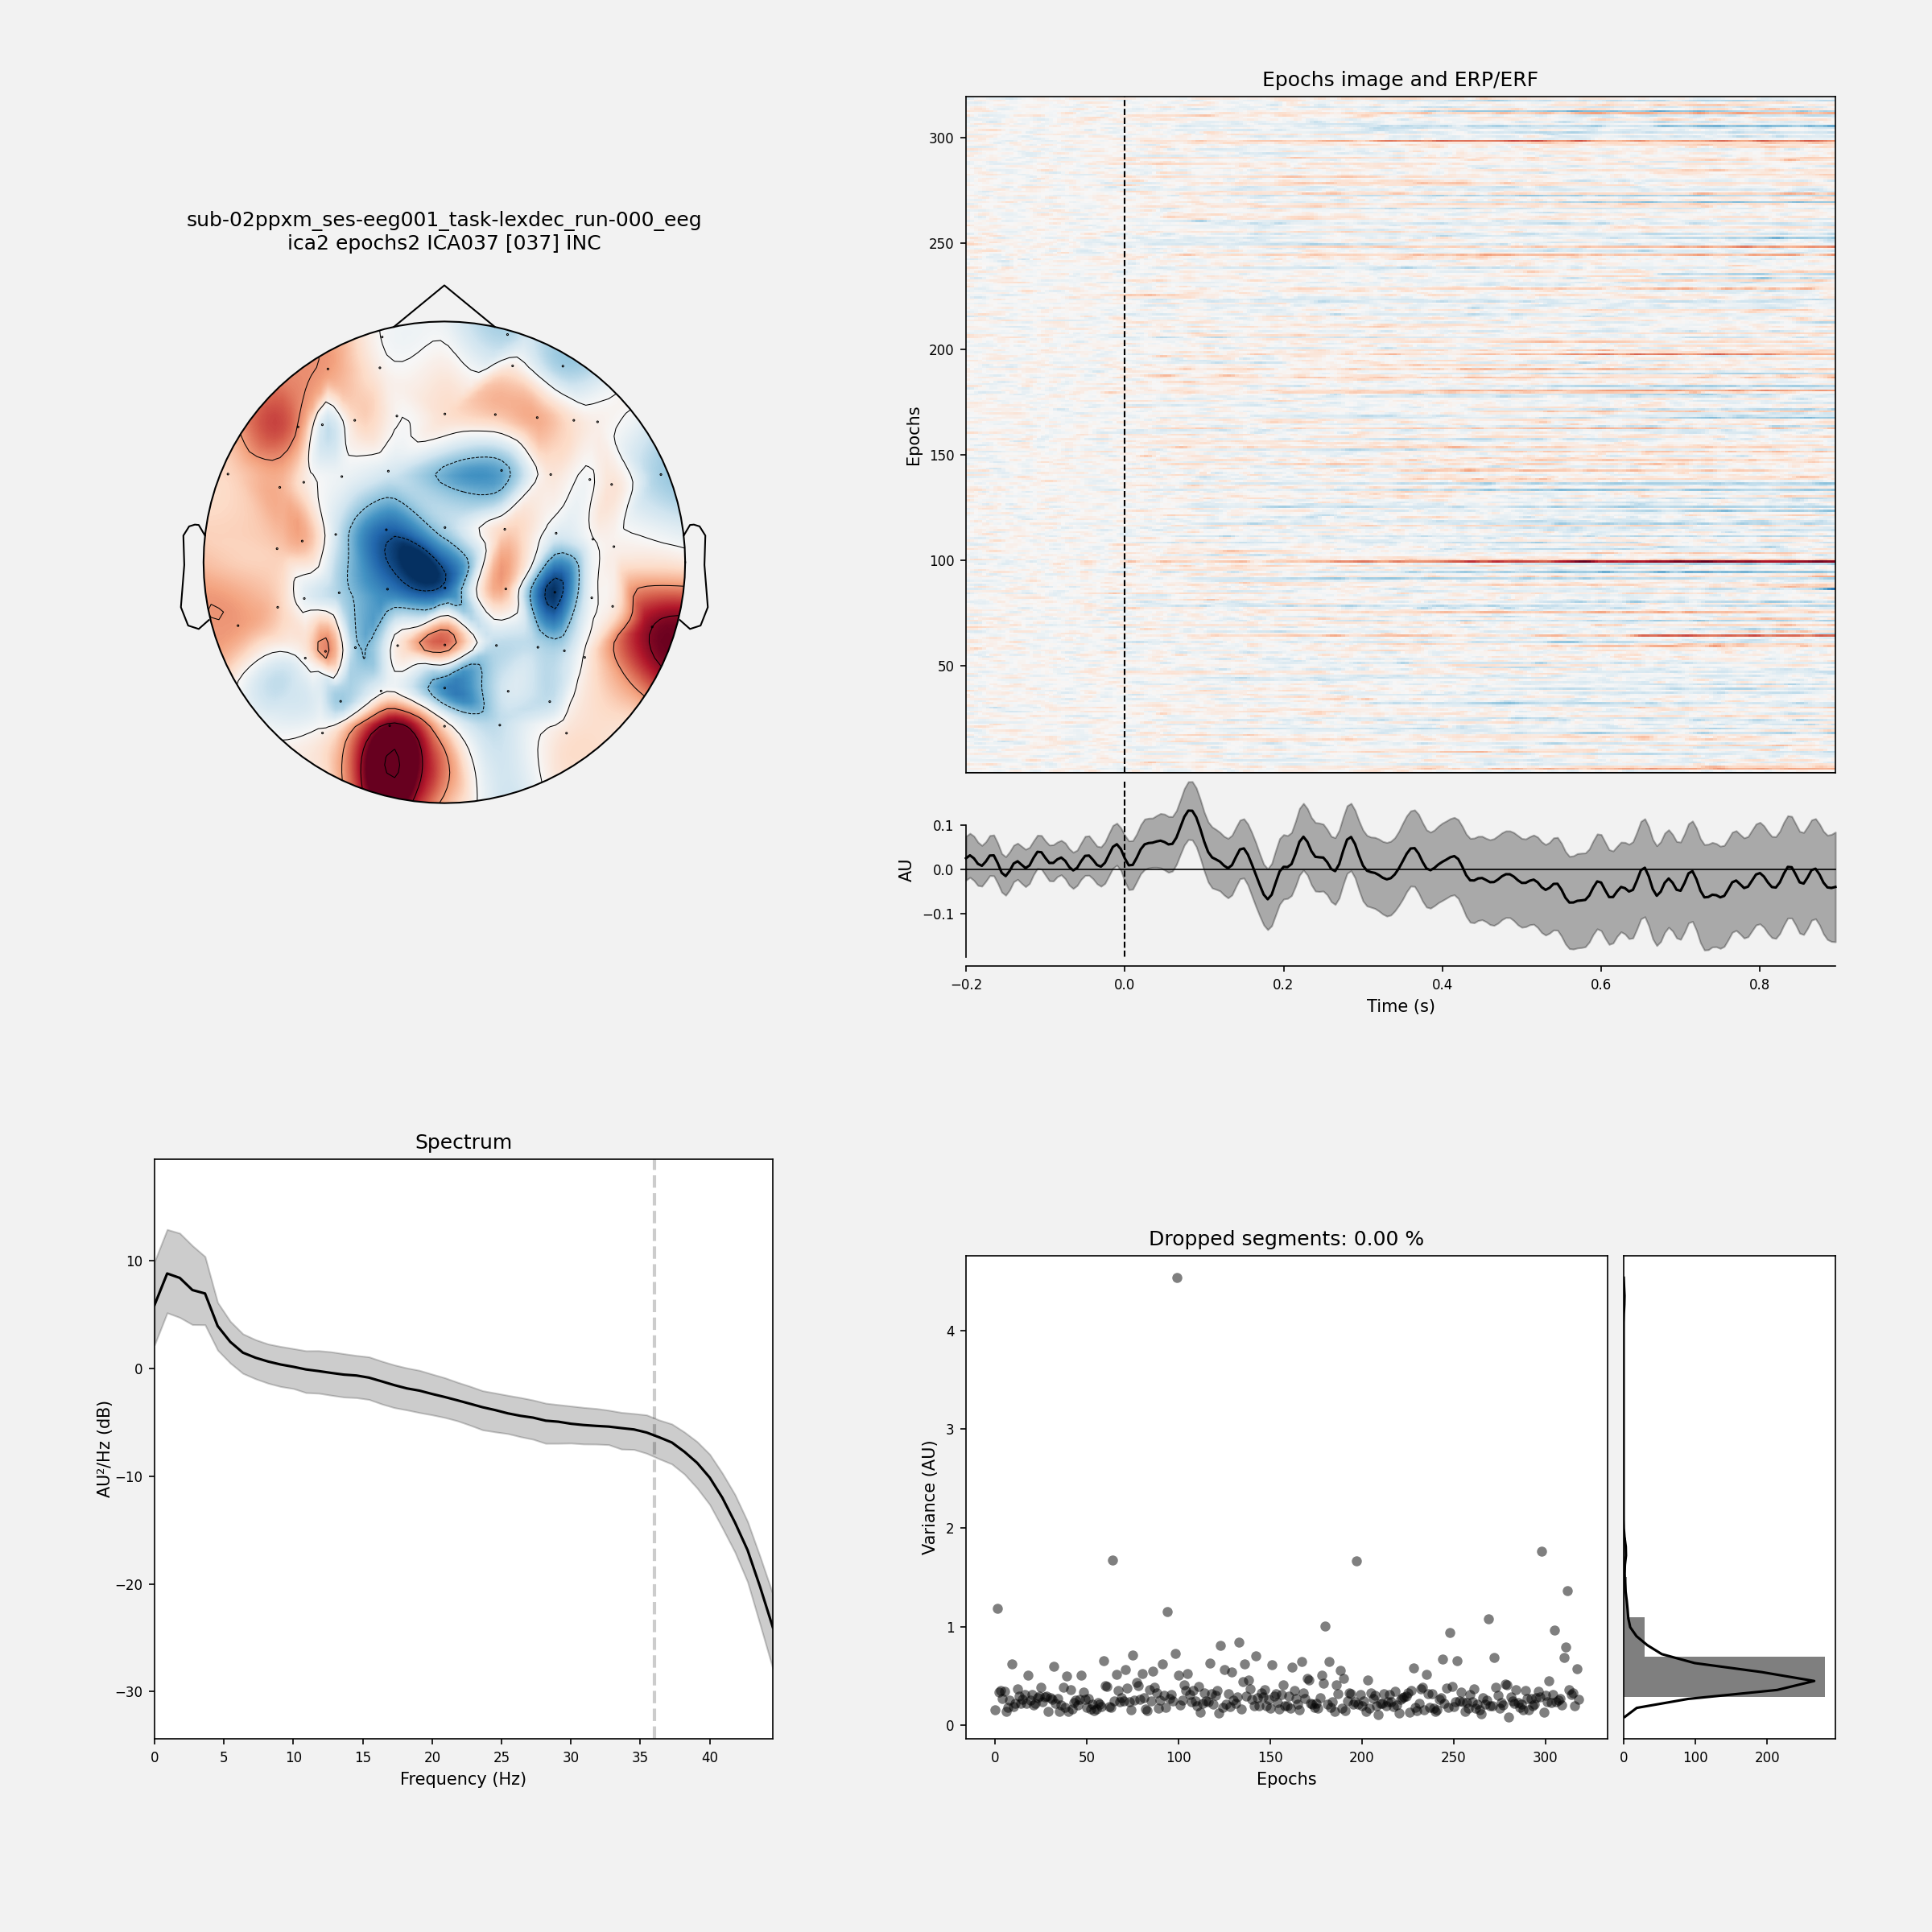 sub-02ppxm_ses-eeg001_task-lexdec_run-000_eeg
ica2 epochs2 ICA037 [037] INC
Epochs image and ERP/ERF
Epochs
300
250
200
150
100
50
AU
0.1
0.0
−0.1
−0.2 0.0 0.2 0.4 0.6 0.8
Time (s)
Spectrum
AU²/Hz (dB)
10
0
−10
−20
−30
0 5 10 15 20 25 30 35 40
Frequency (Hz)
Dropped segments: 0.00 %
Variance (AU)
4
3
2
1
0
0 50 100 150 200 250 300
Epochs
0 100 200